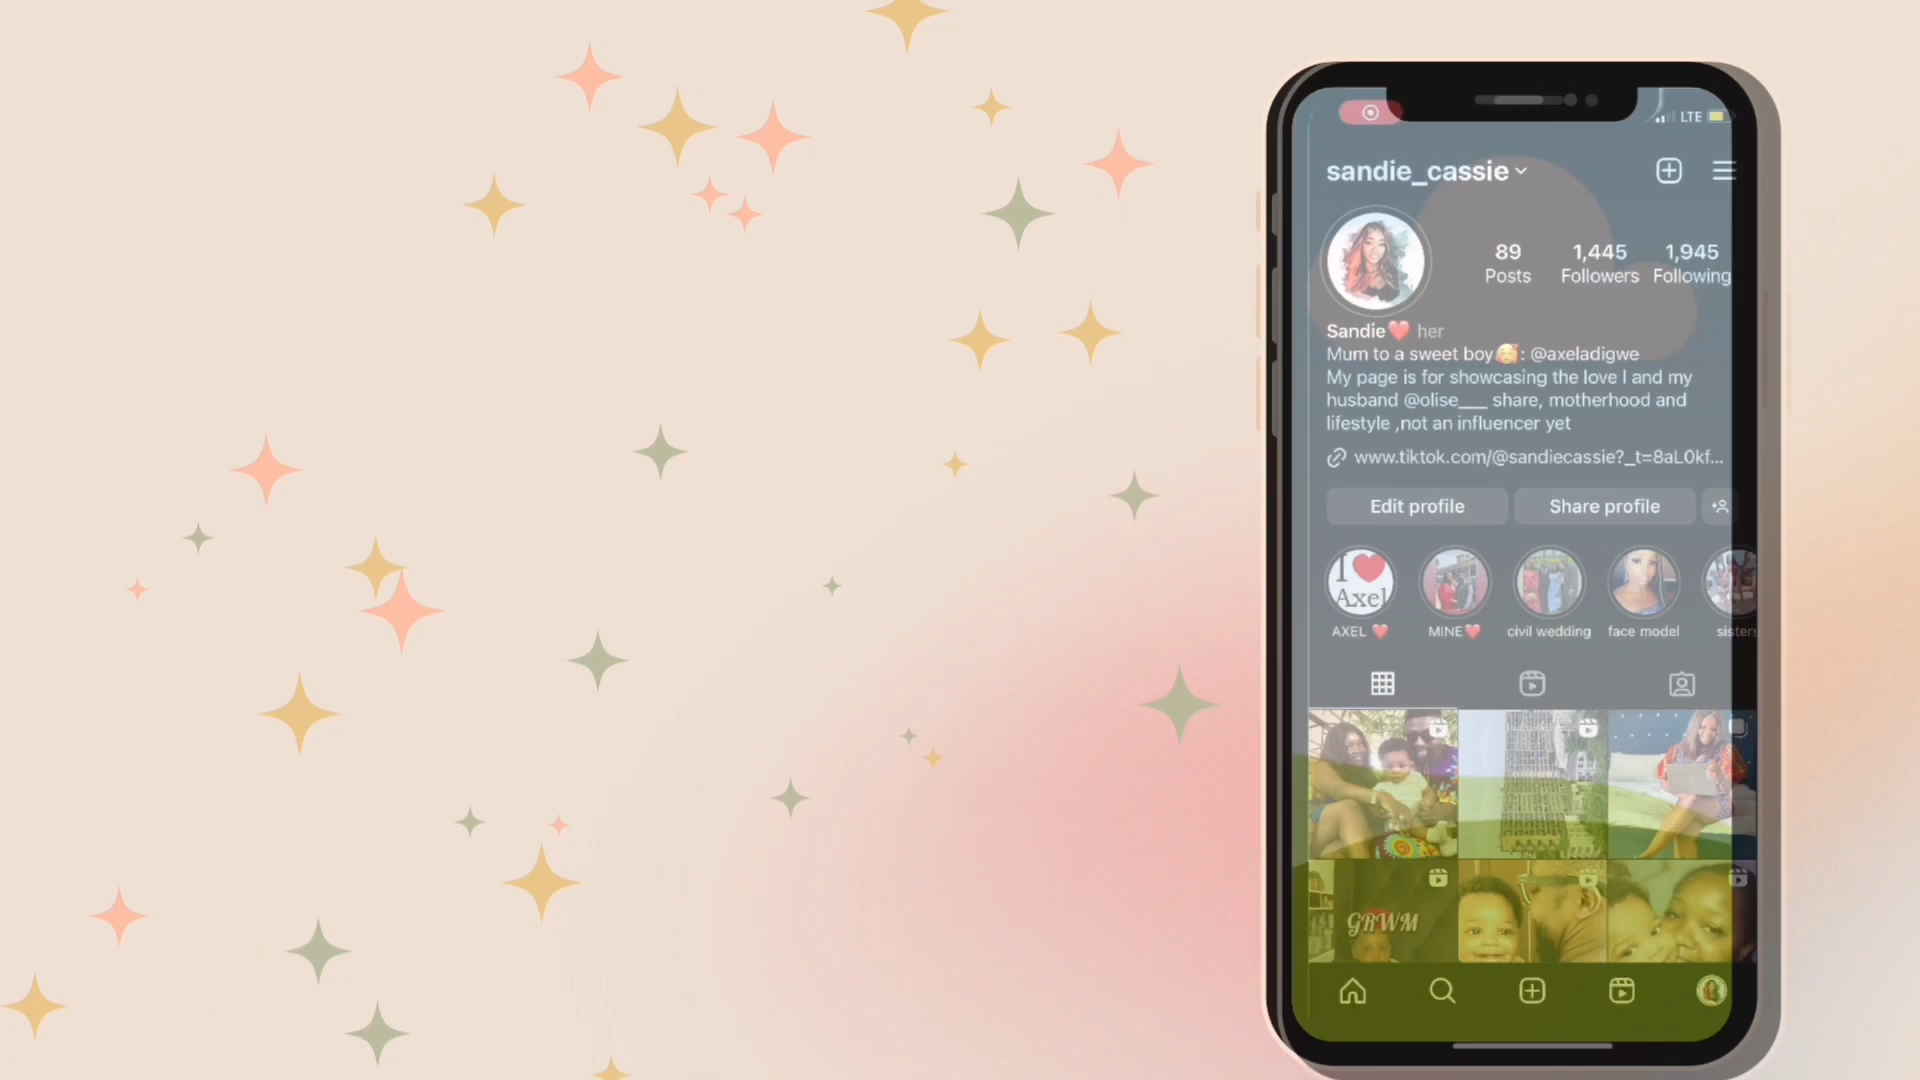 LTE
sandie_cassie
89 1,445 1,945
Posts Followers Following
Sandie❤️ her
Mum to a sweet boy🥰: @axeladigwe
My page is for showcasing the love I and my
husband @olise___ share, motherhood and
lifestyle ,not an influencer yet
www.tiktok.com/@sandiecassie?_t=8aL0kf...
Edit profile Share profile
I ❤
Axel
AXEL ❤️ MINE❤️ civil wedding face model sisters
GRWM